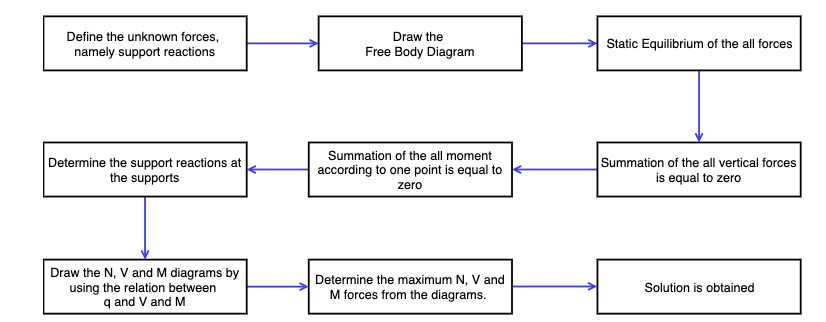 Define the unknown forces,
namely support reactions
Draw the
Free Body Diagram
Static Equilibrium of the all forces
Summation of the all vertical forces
is equal to zero
Summation of the all moment
according to one point is equal to
zero
Determine the support reactions at
the supports
Draw the N, V and M diagrams by
using the relation between
q and V and M
Determine the maximum N, V and
M forces from the diagrams.
Solution is obtained